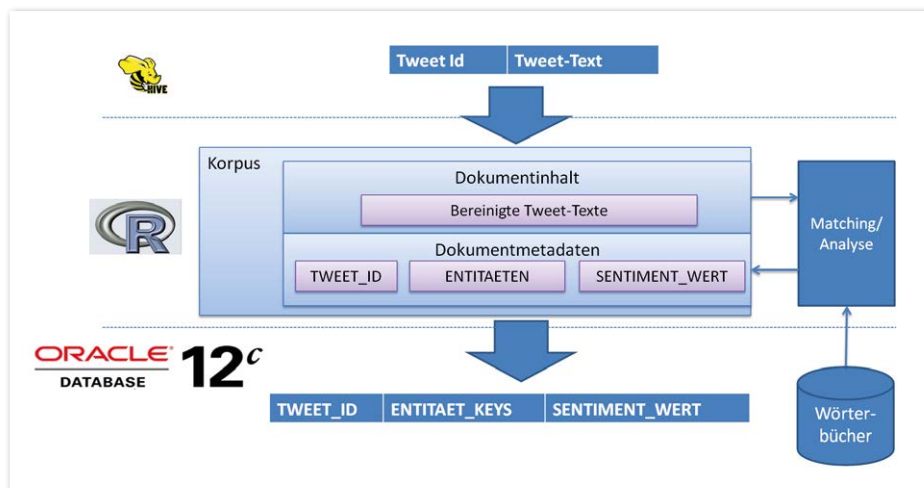 Tweet Id Tweet-Text
HIVE
Korpus
Dokumentinhalt
Bereinigte Tweet-Texte
Dokumentmetadaten
TWEET_ID ENTITAETEN SENTIMENT_WERT
R
Matching/
Analyse
ORACLE®
DATABASE
12c
TWEET_ID ENTITAET_KEYS SENTIMENT_WERT
Wörter-
bücher